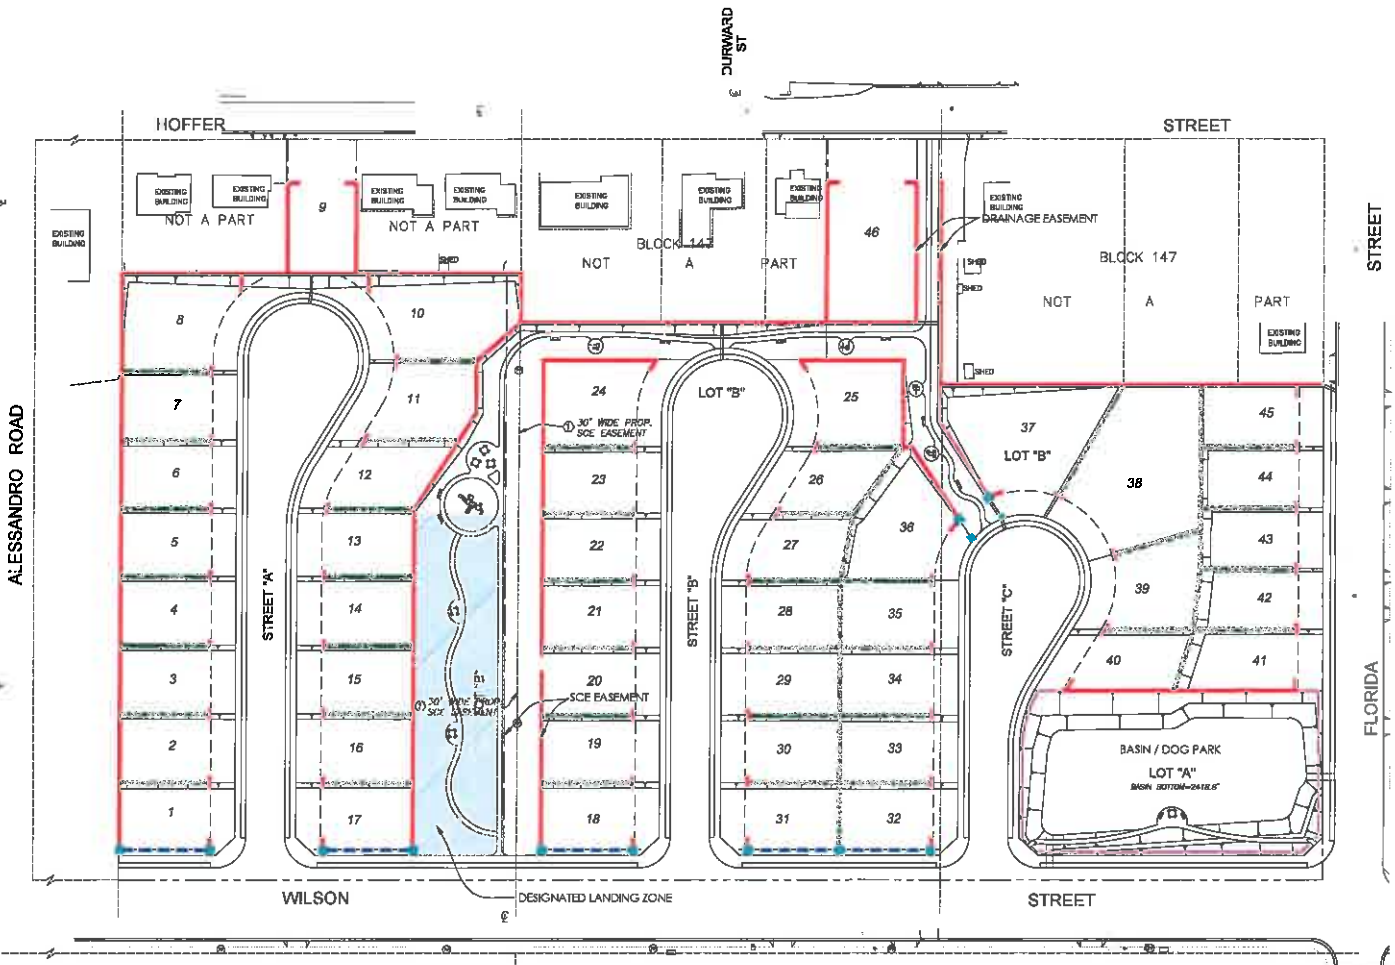 DURWARD
ST
HOFFER
STREET
EXISTING
BUILDING
EXISTING
BUILDING
EXISTING
BUILDING
EXISTING
BUILDING
EXISTING
BUILDING
EXISTING
BUILDING
EXISTING
BUILDING
EXISTING
BUILDING
EXISTING
BUILDING
EXISTING
BUILDING
9
NOT A PART
NOT A PART
46
DRAINAGE EASEMENT
BLOCK 147
NOT A PART
BLOCK 147
NOT A PART
SHED
SHED
SHED
SHED
STREET
FLORIDA
ALESSANDRO ROAD
8
10
7
11
6
12
5
13
4
14
3
15
2
16
1
17
STREET "A"
24
① 30' WIDE PROP.
SCE EASEMENT
23
22
21
20
19
18
① 30' WIDE PROP.
SCE EASEMENT
SCE EASEMENT
LOT "B"
STREET "B"
25
26
27
36
28
35
29
34
30
33
31
32
37
LOT "B"
38
45
44
43
39
42
40
41
STREET "C"
BASIN / DOG PARK
LOT "A"
BASIN BOTTOM=2418.6'
WILSON
DESIGNATED LANDING ZONE
STREET